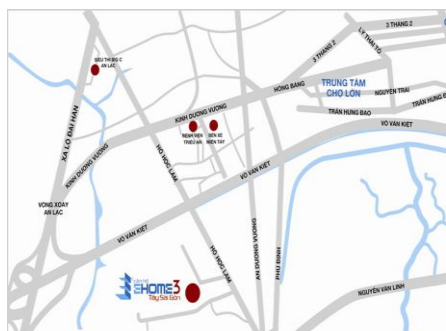 3 THÁNG 2
LÝ THÁI TỔ
3 THÁNG 2
SIÊU THỊ BIG C
AN LẠC
HỒNG BÀNG
TRUNG TÂM
CHỢ LỚN
NGUYỄN TRÃI
TRẦN HƯNG ĐẠO
TRẦN HƯNG ĐẠO
XA LỘ ĐẠI HÀN
KINH DƯƠNG VƯƠNG
VÕ VĂN KIỆT
BỆNH VIỆN
TRIỀU AN
BẾN XE
MIỀN TÂY
HỒ HỌC LÃM
KINH DƯƠNG VƯƠNG
VÕ VĂN KIỆT
VÒNG XOAY
AN LẠC
VÕ VĂN KIỆT
HỒ HỌC LÃM
AN DƯƠNG VƯƠNG
PHÚ ĐỊNH
EHOME3
Tây Sài Gòn
NGUYỄN VĂN LINH